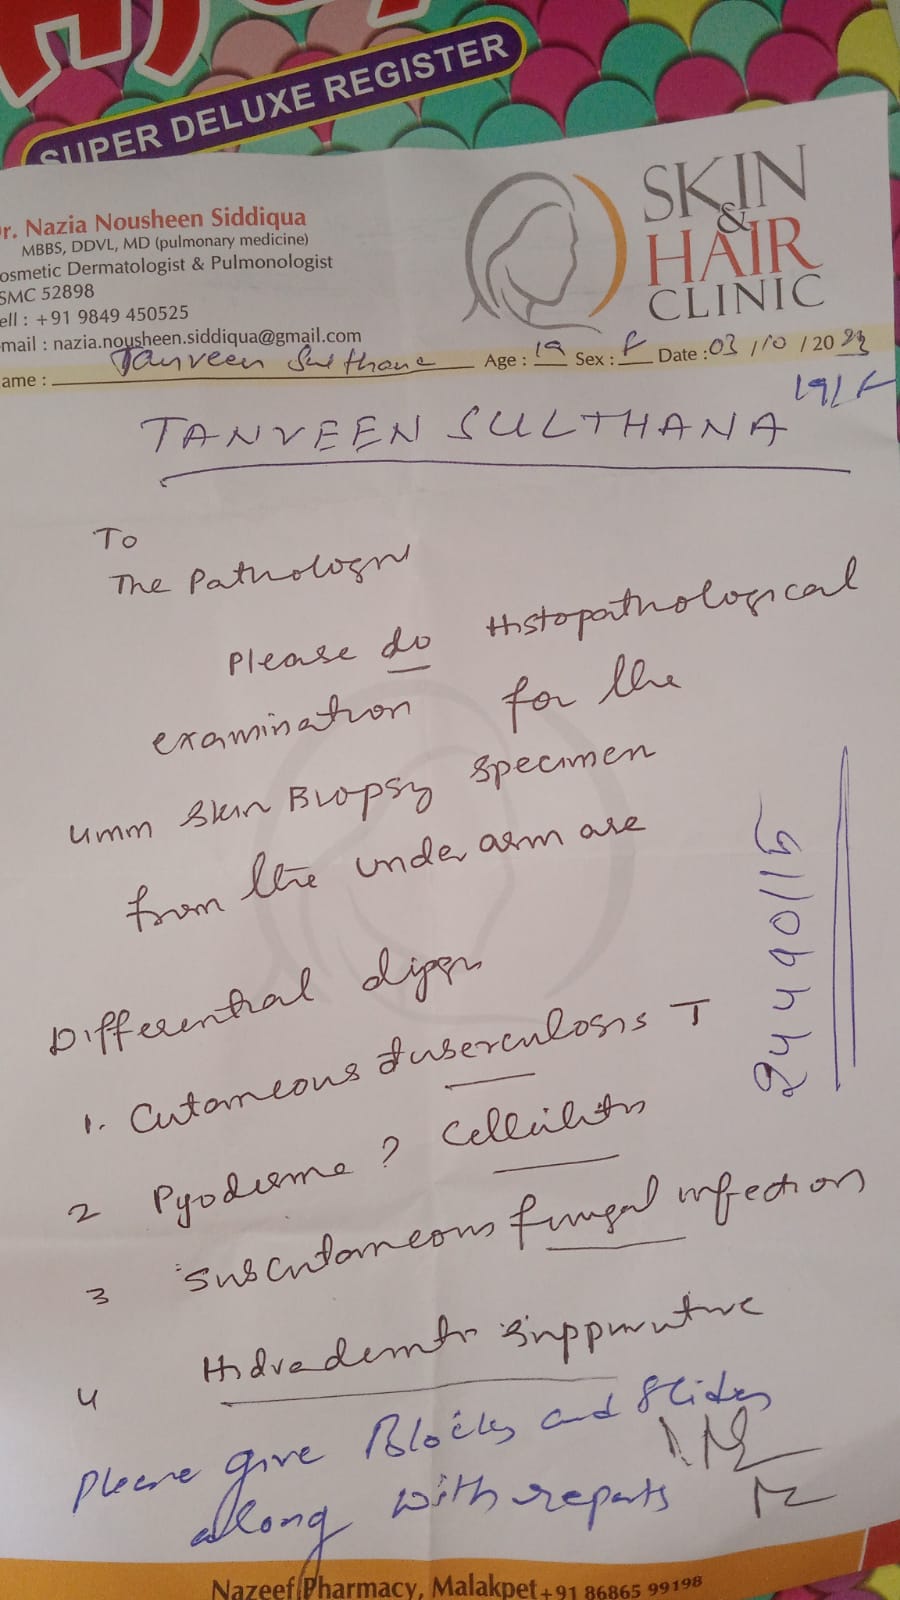 SUPER DELUXE REGISTER
r. Nazia Nousheen Siddiqua
MBBS, DDVL, MD (pulmonary medicine)
osmetic Dermatologist & Pulmonologist
SMC 52898
ell : +91 9849 450525
mail : nazia.nousheen.siddiqua@gmail.com
SKIN
&
HAIR
CLINIC
ame : Tanveen Sulthana Age : 19 Sex : F Date : 03 / 10 / 2023
19/F
TANVEEN SULTHANA
To
The Pathologist
Please do Histopathological
examination for the
4mm Skin Biopsy specimen
from the under arm are
Differential
1. Cutaneous tuberculosis
2 Pyoderma ? Cellulitis
3 Subcutaneous fungal infection
4 Hidradenitis suppurative
Please give Blocks and slides
along with reports
Nazeef Pharmacy, Malakpet +91 86865 99198